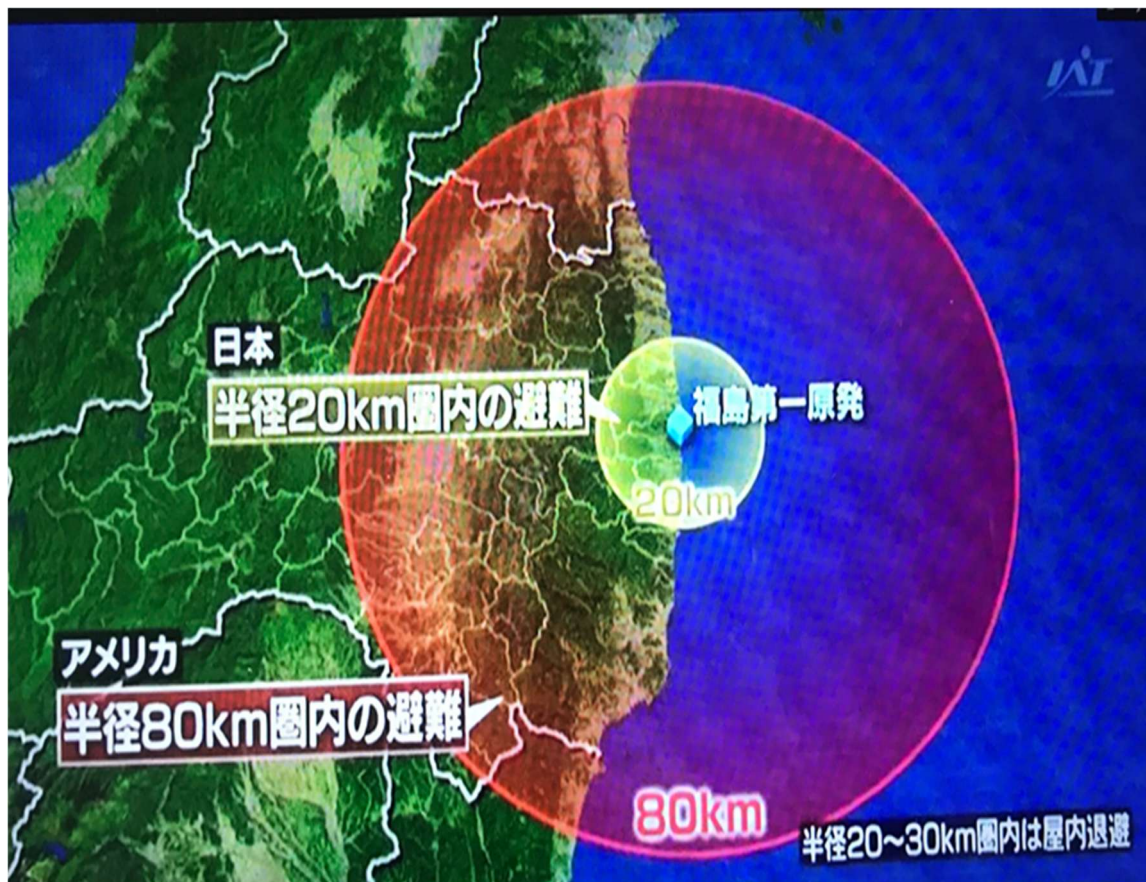 JAT
日本
半径20km圏内の避難
福島第一原発
20km
アメリカ
半径80km圏内の避難
80km
半径20～30km圏内は屋内退避